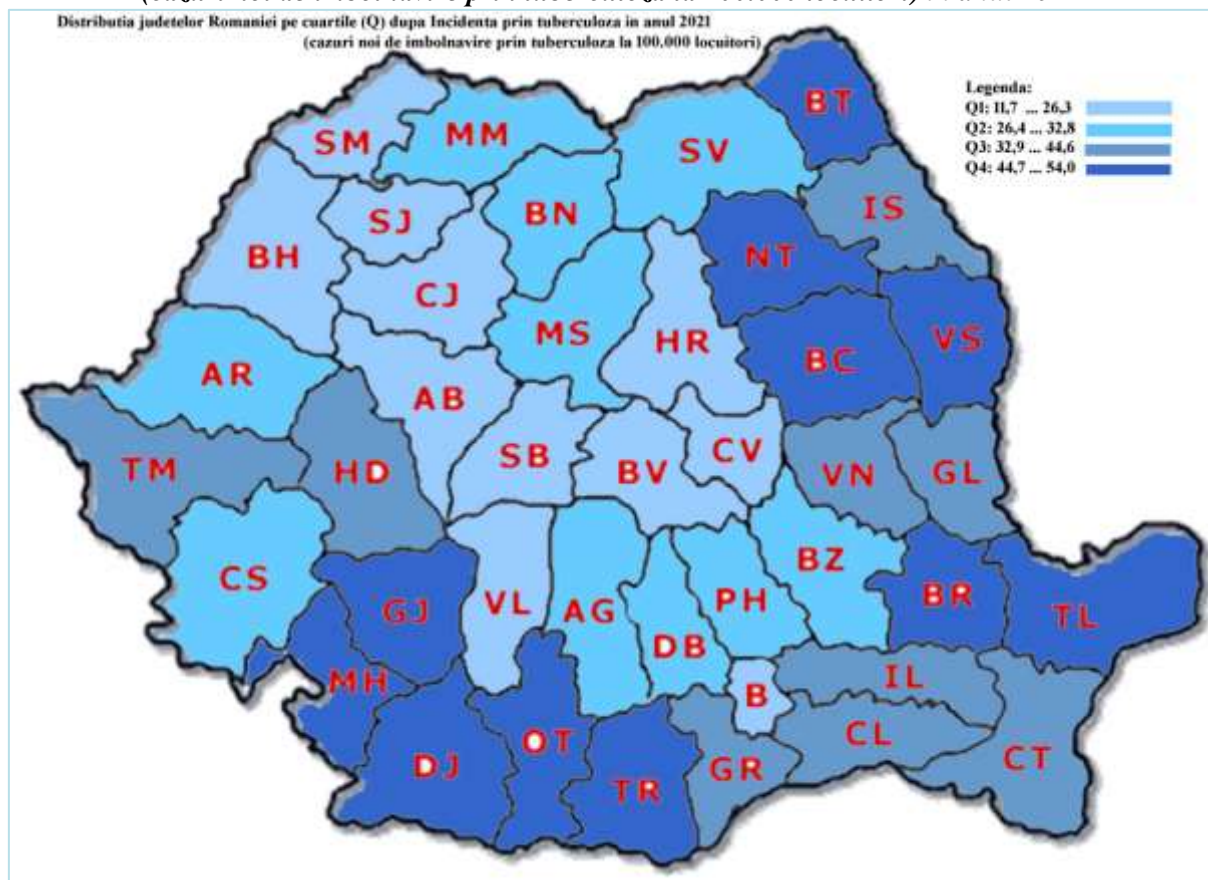 Distributia judetelor Romaniei pe cuartile (Q) dupa Incidenta prin tuberculoza in anul 2021
(cazuri noi de imbolnavire prin tuberculoza la 100.000 locuitori)
Legenda:
Q1: 11,7 ... 26,3
Q2: 26,4 ... 32,8
Q3: 32,9 ... 44,6
Q4: 44,7 ... 54,0
BT
SM
MM
SV
SJ
BN
IS
BH
CJ
NT
MS
HR
BC
VS
AR
AB
SB
BV
CV
TM
HD
VN
GL
CS
BZ
GJ
VL
AG
PH
BR
TL
DB
MH
B
IL
OT
CL
DJ
GR
CT
TR